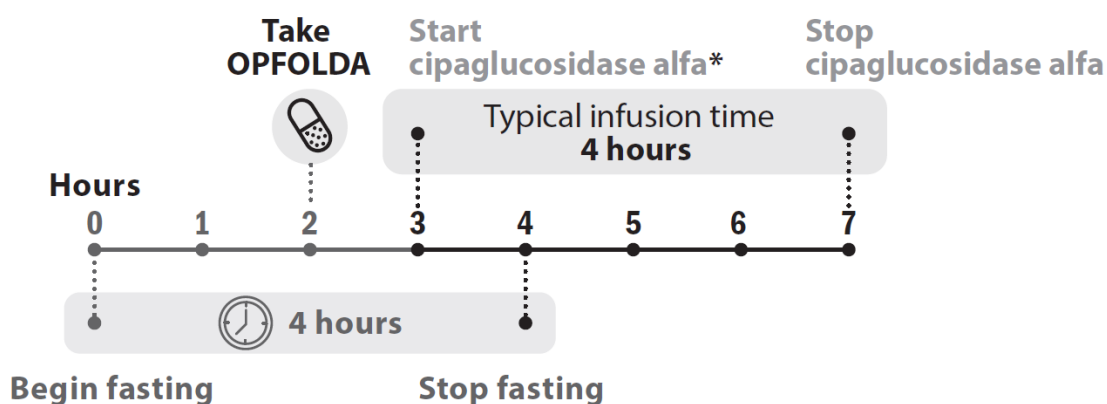 Take
OPFOLDA
Start
cipaglucosidase alfa*
Stop
cipaglucosidase alfa
Typical infusion time
4 hours
Hours
0 1 2 3 4 5 6 7
4 hours
Begin fasting
Stop fasting